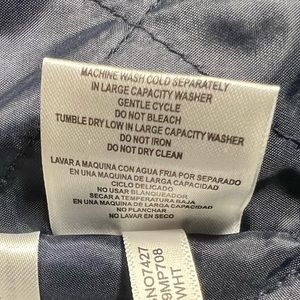 MACHINE WASH COLD SEPARATELY
IN LARGE CAPACITY WASHER
GENTLE CYCLE
DO NOT BLEACH
TUMBLE DRY LOW IN LARGE CAPACITY WASHER
DO NOT IRON
DO NOT DRY CLEAN
LAVAR A MAQUINA CON AGUA FRIA POR SEPARADO
EN UNA MAQUINA DE LARGA CAPACIDAD
CICLO DELICADO
NO USAR BLANQUEADOR
SECAR A TEMPERATURA BAJA
EN UNA MAQUINA DE LARGA CAPACIDAD
NO PLANCHAR
NO LAVAR EN SECO
NO7427
9MP708
WHIT